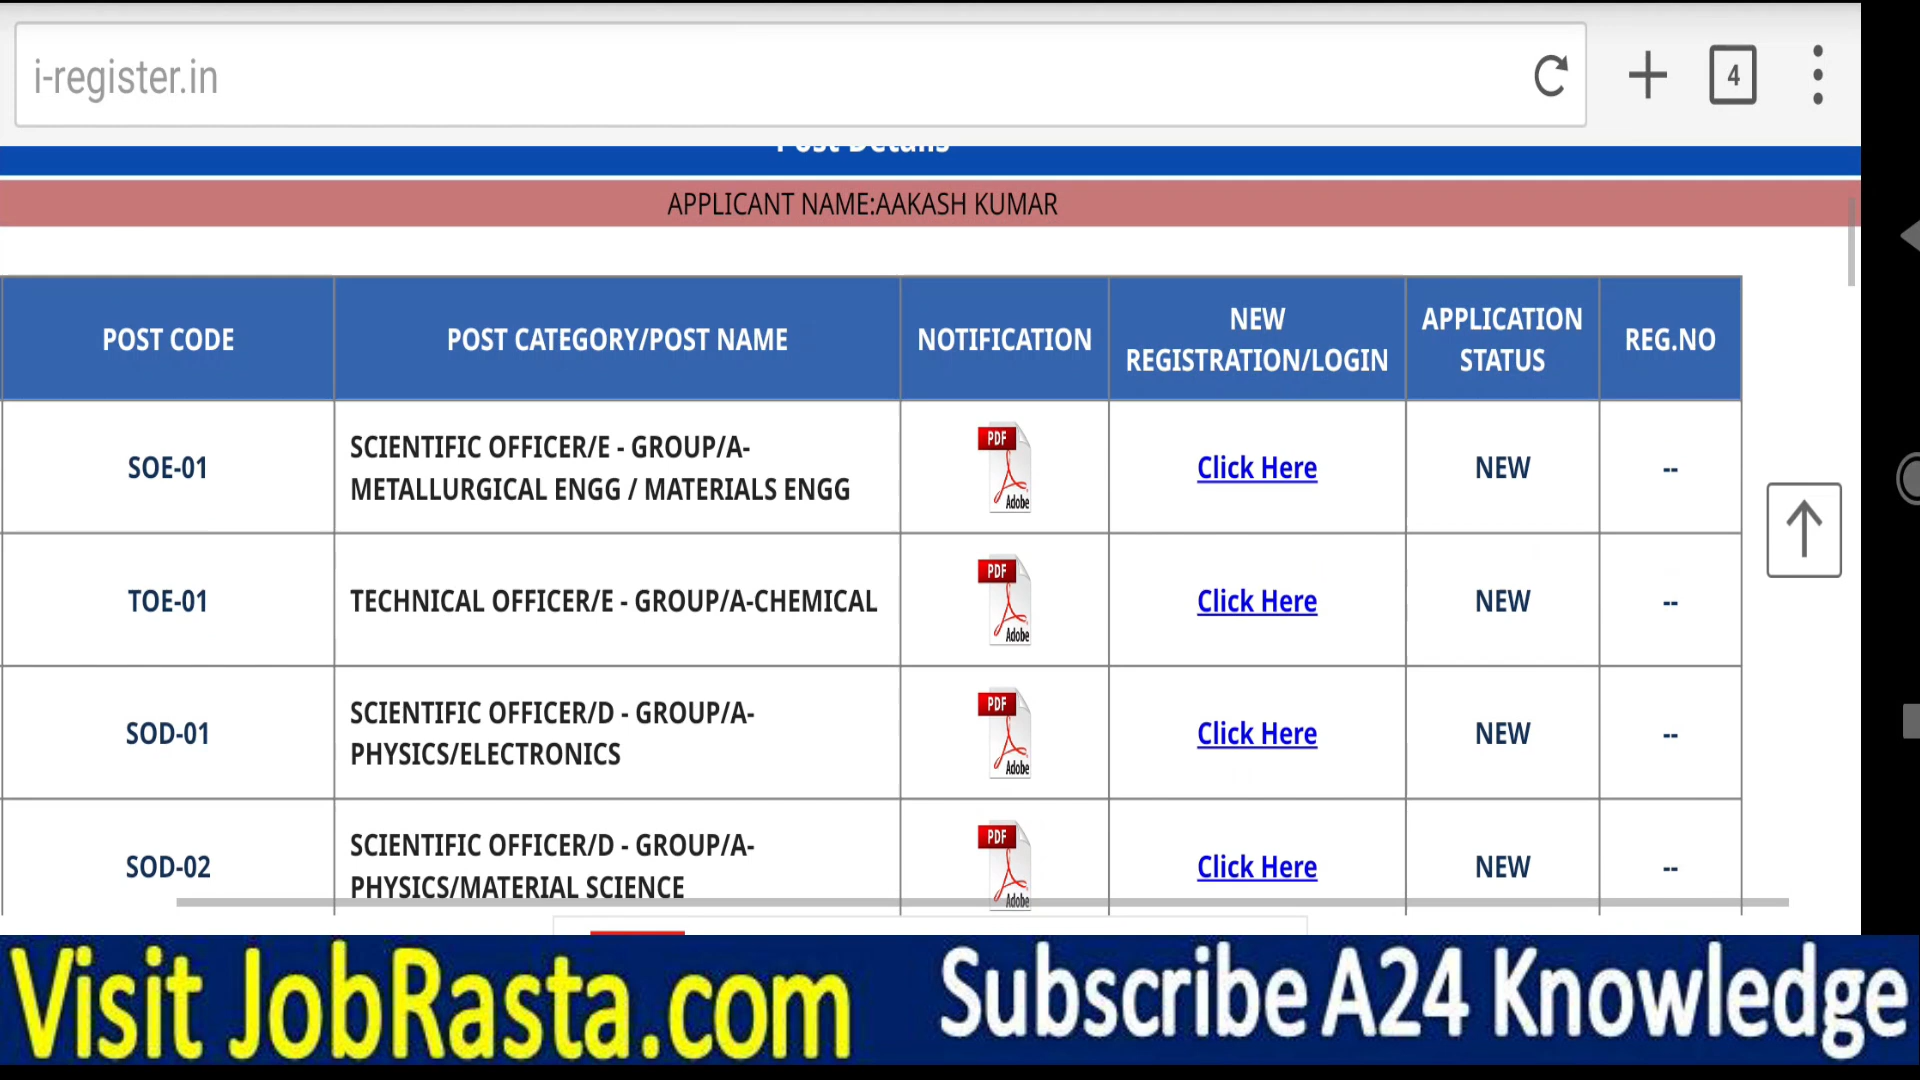 i-register.in
4
Post Details
APPLICANT NAME:AAKASH KUMAR
POST CODE
POST CATEGORY/POST NAME
NOTIFICATION
NEW
REGISTRATION/LOGIN
APPLICATION
STATUS
REG.NO
SOE-01
SCIENTIFIC OFFICER/E - GROUP/A-
METALLURGICAL ENGG / MATERIALS ENGG
PDF
Adobe
Click Here
NEW
--
TOE-01
TECHNICAL OFFICER/E - GROUP/A-CHEMICAL
PDF
Adobe
Click Here
NEW
--
SOD-01
SCIENTIFIC OFFICER/D - GROUP/A-
PHYSICS/ELECTRONICS
PDF
Adobe
Click Here
NEW
--
SOD-02
SCIENTIFIC OFFICER/D - GROUP/A-
PHYSICS/MATERIAL SCIENCE
PDF
Adobe
Click Here
NEW
--
Visit JobRasta.com
Subscribe A24 Knowledge